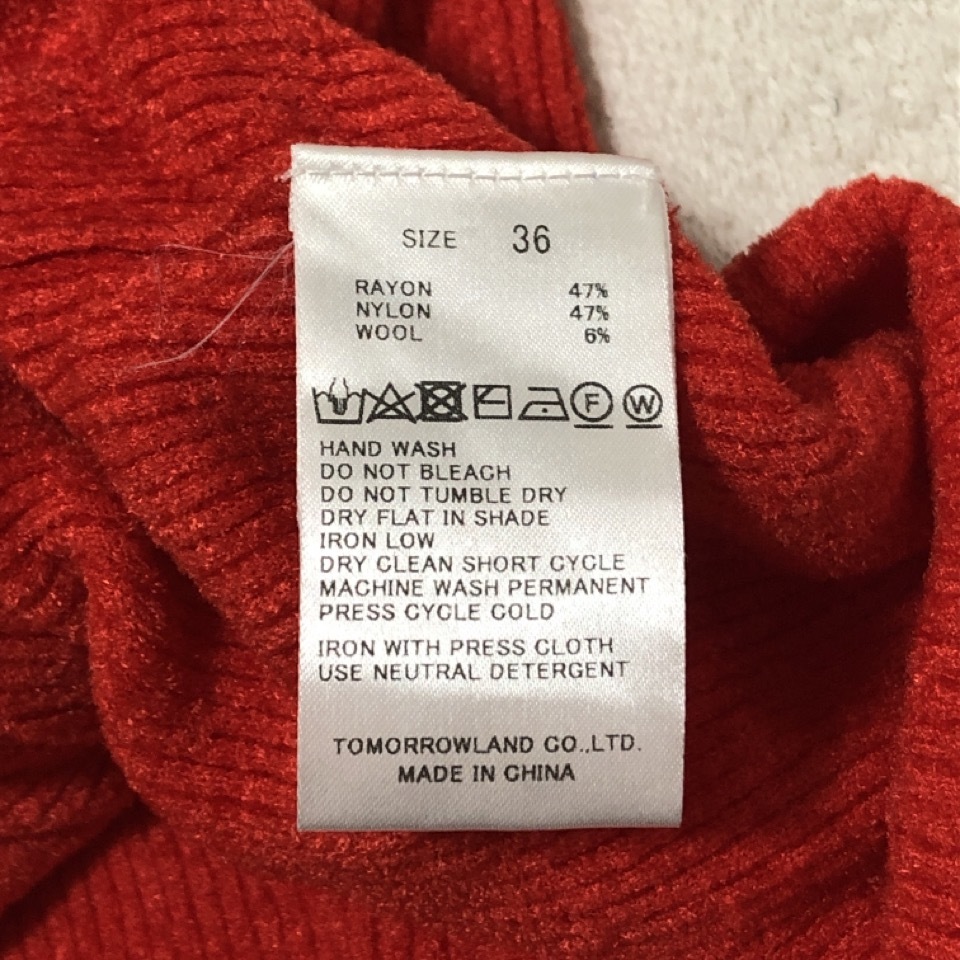 SIZE 36
RAYON 47%
NYLON 47%
WOOL 6%
F W
HAND WASH
DO NOT BLEACH
DO NOT TUMBLE DRY
DRY FLAT IN SHADE
IRON LOW
DRY CLEAN SHORT CYCLE
MACHINE WASH PERMANENT
PRESS CYCLE COLD
IRON WITH PRESS CLOTH
USE NEUTRAL DETERGENT
TOMORROWLAND CO.,LTD.
MADE IN CHINA